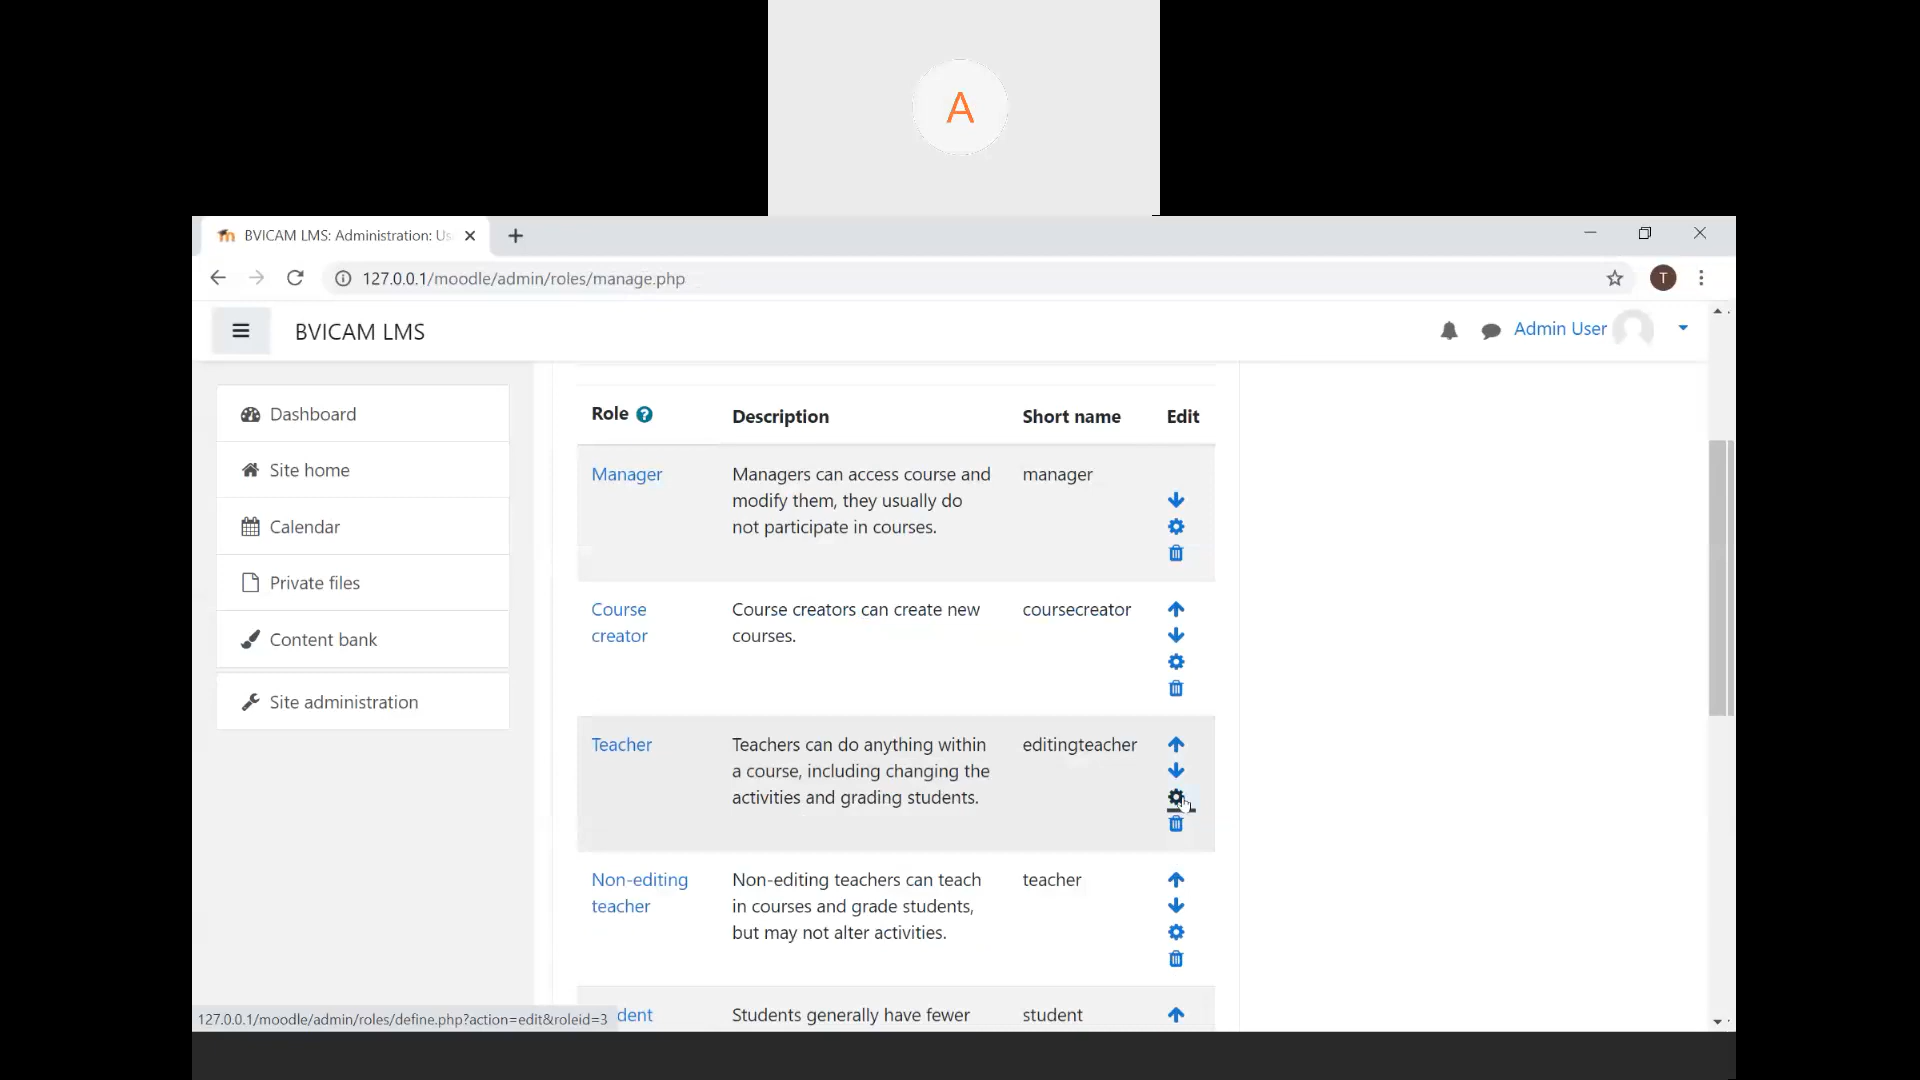 A
BVICAM LMS: Administration: Us
127.0.0.1/moodle/admin/roles/manage.php
T
BVICAM LMS
Admin User
Dashboard
Site home
Calendar
Private files
Content bank
Site administration
Role ? Description Short name Edit
Manager
Managers can access course and
modify them, they usually do
not participate in courses.
manager
Course
creator
Course creators can create new
courses.
coursecreator
Teacher
Teachers can do anything within
a course, including changing the
activities and grading students.
editingteacher
Non-editing
teacher
Non-editing teachers can teach
in courses and grade students,
but may not alter activities.
teacher
dent
Students generally have fewer
student
127.0.0.1/moodle/admin/roles/define.php?action=edit&roleid=3